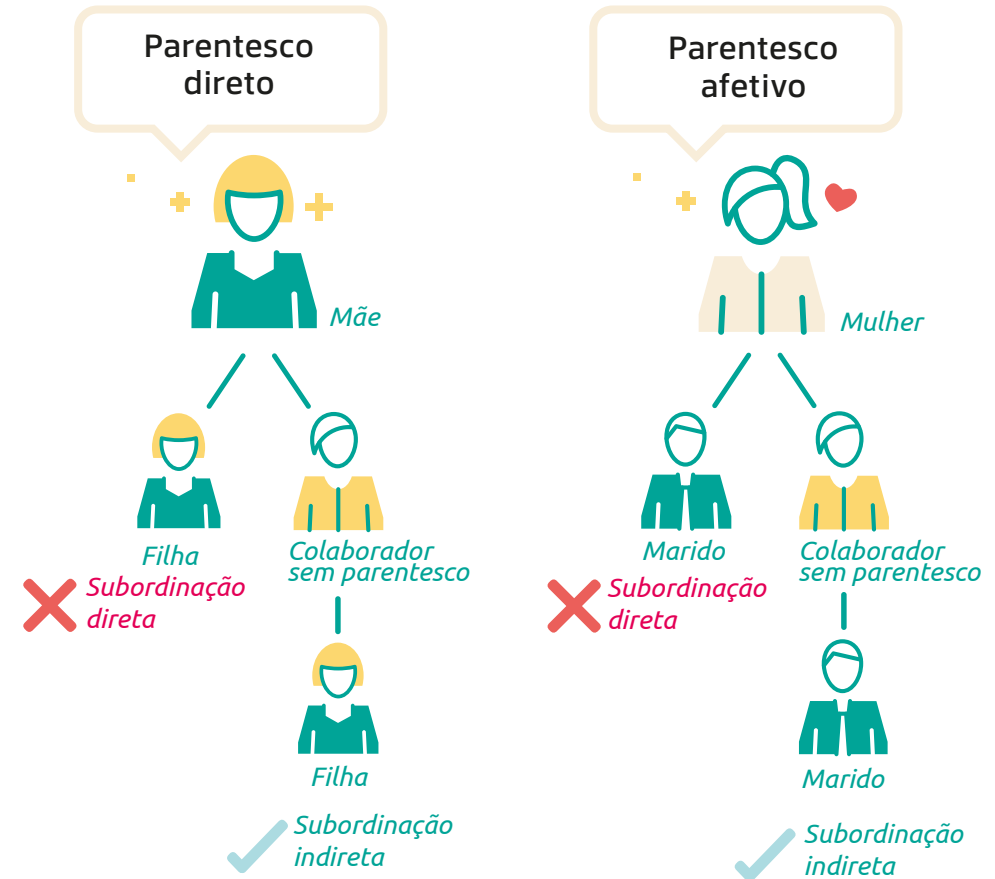 Parentesco
direto
Mãe
Filha
Subordinação
direta
Colaborador
sem parentesco
Filha
Subordinação
indireta
Parentesco
afetivo
Mulher
Marido
Subordinação
direta
Colaborador
sem parentesco
Marido
Subordinação
indireta